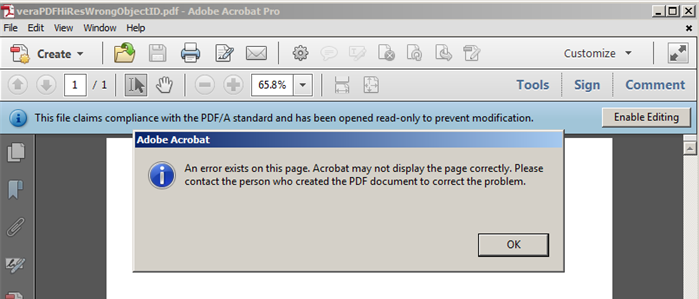 veraPDFHiResWrongObjectID.pdf - Adobe Acrobat Pro
File Edit View Window Help
Create Customize
1 / 1 65.8% Tools Sign Comment
This file claims compliance with the PDF/A standard and has been opened read-only to prevent modification. Enable Editing
Adobe Acrobat
An error exists on this page. Acrobat may not display the page correctly. Please
contact the person who created the PDF document to correct the problem.
OK